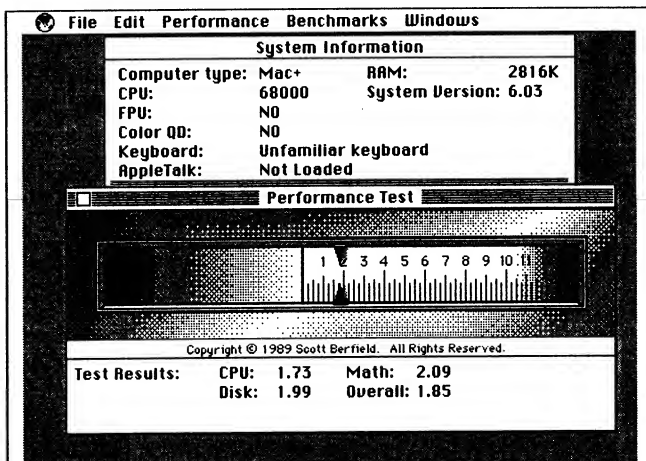 File Edit Performance Benchmarks Windows
System Information
Computer type: Mac+ RAM: 2816K
CPU: 68000 System Version: 6.03
FPU: NO
Color QD: NO
Keyboard: Unfamiliar keyboard
AppleTalk: Not Loaded
Performance Test
1 2 3 4 5 6 7 8 9 10 11
Copyright © 1989 Scott Berfield. All Rights Reserved.
Test Results: CPU: 1.73 Math: 2.09
Disk: 1.99 Overall: 1.85